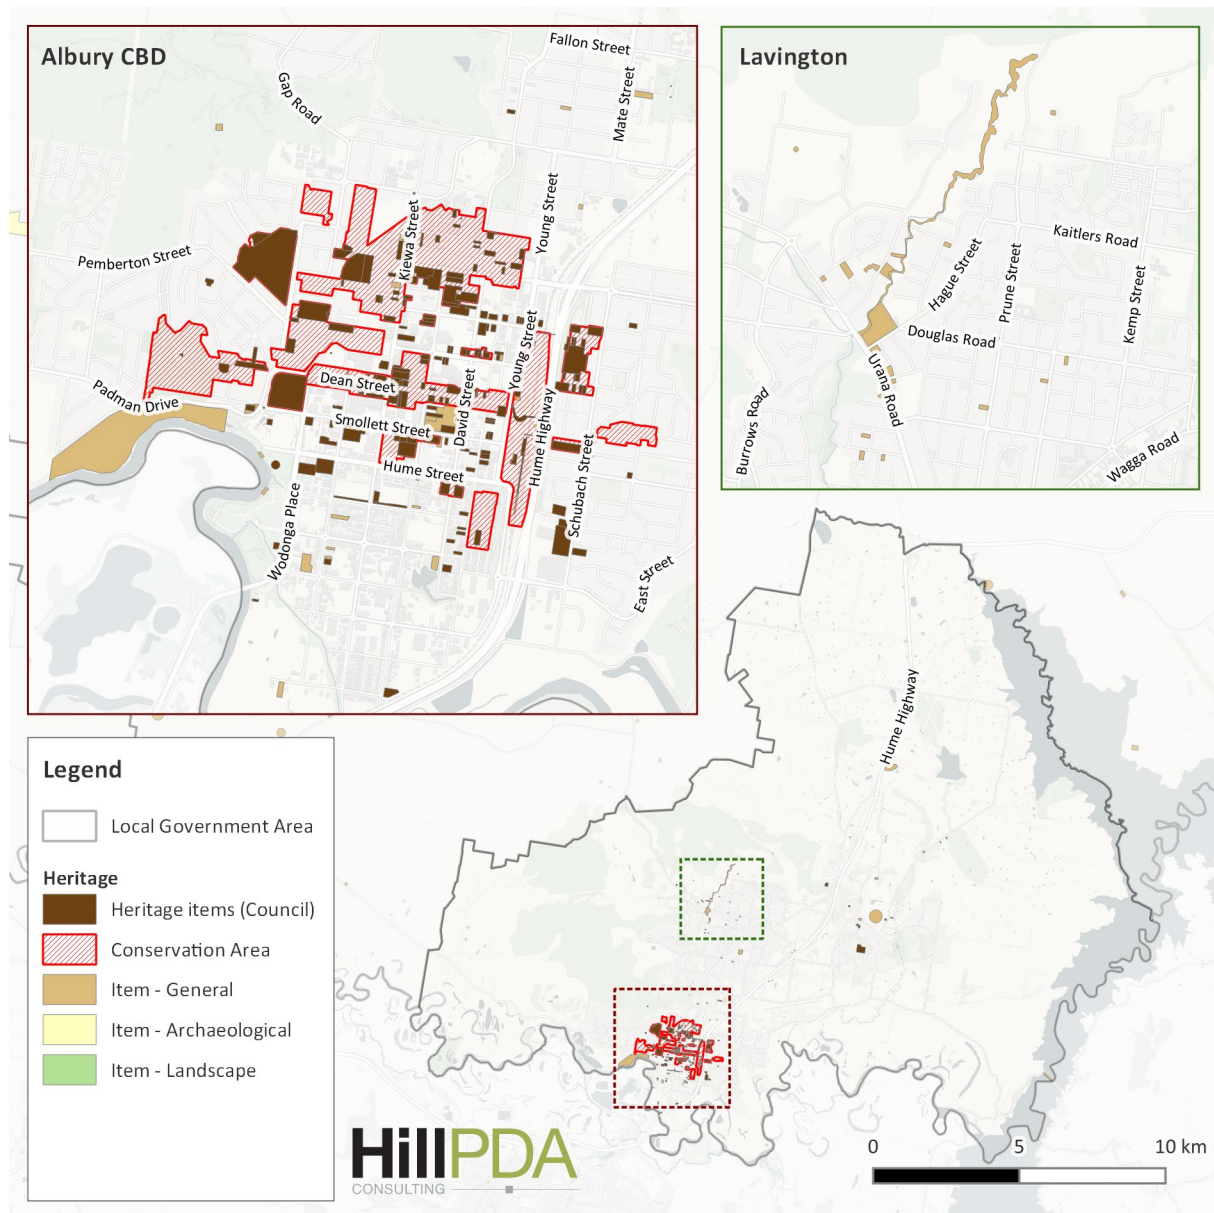 Albury CBD
Fallon Street
Gap Road
Mate Street
Young Street
Kiewa Street
Pemberton Street
Young Street
Dean Street
Padman Drive
David Street
Hume Highway
Smollett Street
Schubach Street
Hume Street
Wodonga Place
East Street
Lavington
Kaitlers Road
Hague Street
Prune Street
Kemp Street
Douglas Road
Urana Road
Burrows Road
Wagga Road
Hume Highway
Legend
Local Government Area
Heritage
Heritage items (Council)
Conservation Area
Item - General
Item - Archaeological
Item - Landscape
HillPDA
CONSULTING
0 5 10 km